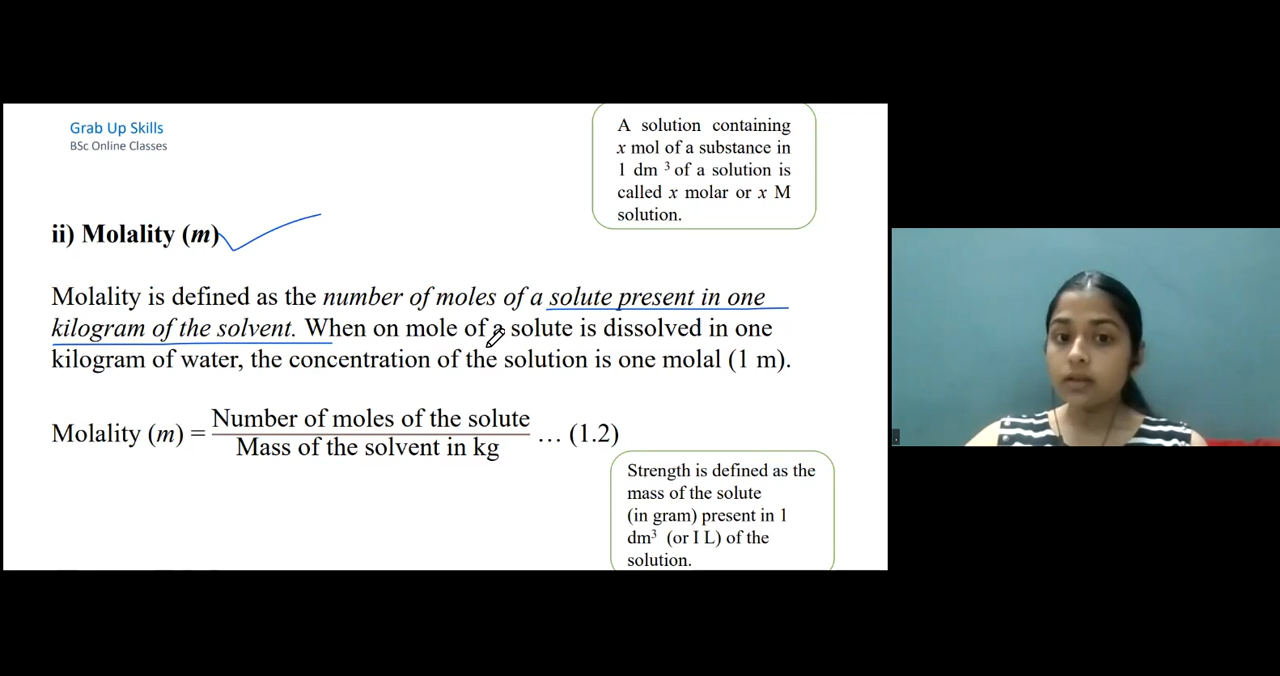 Grab Up Skills
BSc Online Classes
A solution containing
x mol of a substance in
1 dm ³ of a solution is
called x molar or x M
solution.
ii) Molality (m)
Molality is defined as the number of moles of a solute present in one
kilogram of the solvent. When on mole of a solute is dissolved in one
kilogram of water, the concentration of the solution is one molal (1 m).
Molality (m) = Number of moles of the solute
Mass of the solvent in kg … (1.2)
Strength is defined as the
mass of the solute
(in gram) present in 1
dm³ (or I L) of the
solution.